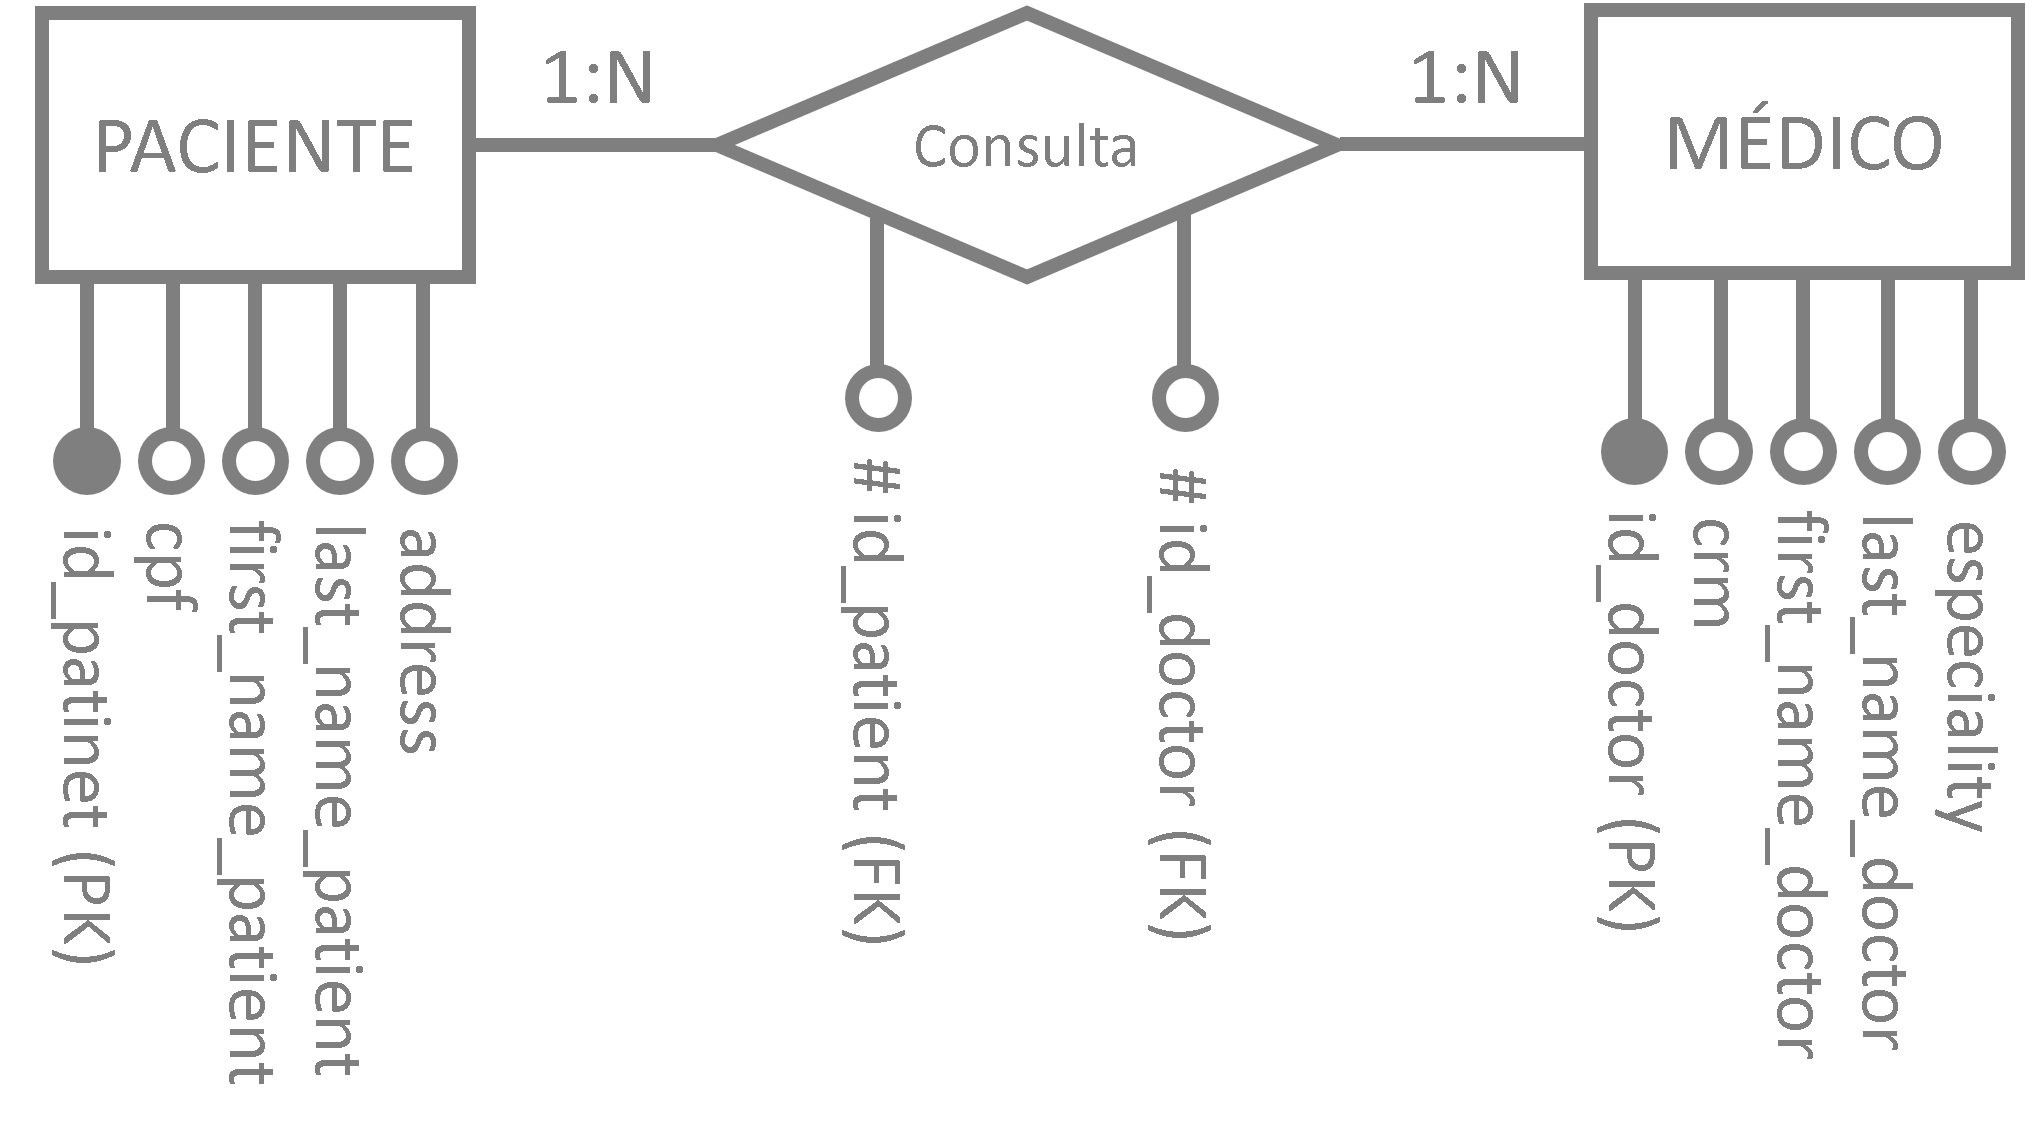 PACIENTE
1:N
Consulta
1:N
MÉDICO
id_patinet (PK)
cpf
first_name_patient
last_name_patient
address
# id_patient (FK)
# id_doctor (FK)
id_doctor (PK)
crm
first_name_doctor
last_name_doctor
especiality